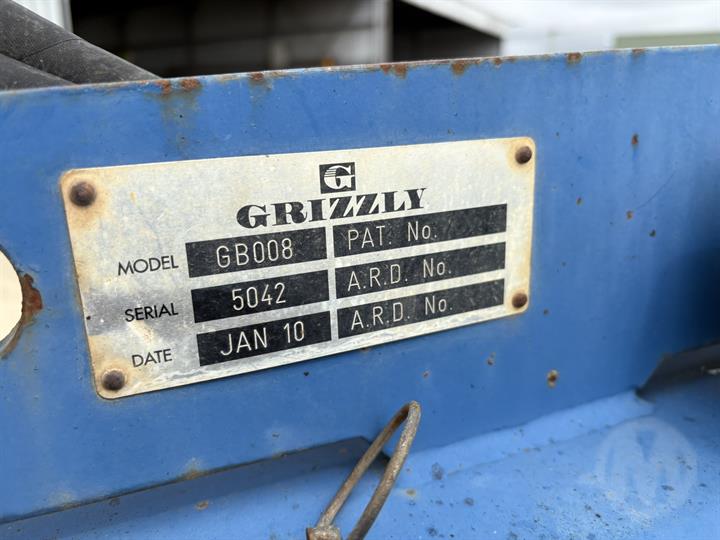 G
GRIZZLY
MODEL GB008 PAT. No.
SERIAL 5042 A.R.D. No.
DATE JAN 10 A.R.D. No.
M